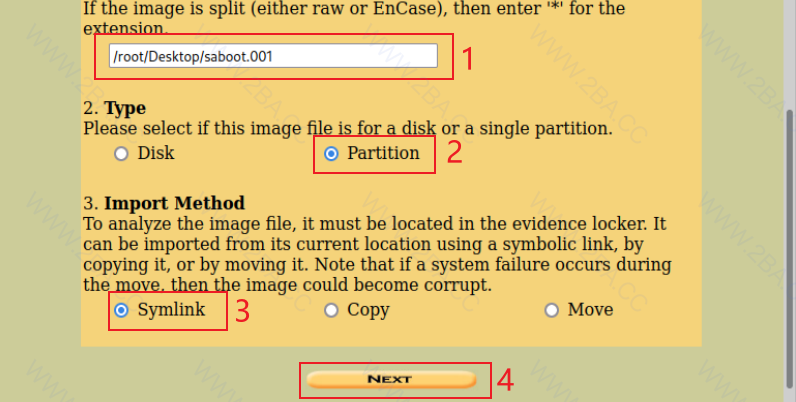 If the image is split (either raw or EnCase), then enter '*' for the
extension.
/root/Desktop/saboot.001 1
2. Type
Please select if this image file is for a disk or a single partition.
Disk Partition 2
3. Import Method
To analyze the image file, it must be located in the evidence locker. It
can be imported from its current location using a symbolic link, by
copying it, or by moving it. Note that if a system failure occurs during
the move, then the image could become corrupt.
Symlink 3 Copy Move
NEXT 4
WWW.2BA.CC